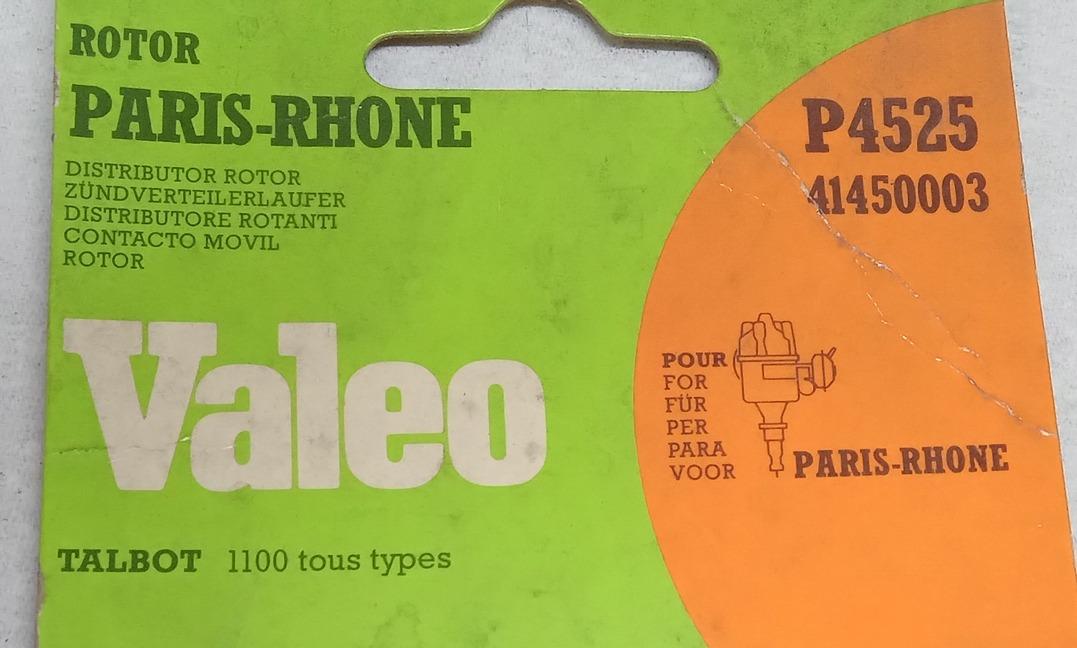 ROTOR
PARIS-RHONE
DISTRIBUTOR ROTOR
ZÜNDVERTEILERLAUFER
DISTRIBUTORE ROTANTI
CONTACTO MOVIL
ROTOR
Valeo
TALBOT 1100 tous types
P4525
41450003
POUR
FOR
FÜR
PER
PARA
VOOR
PARIS-RHONE